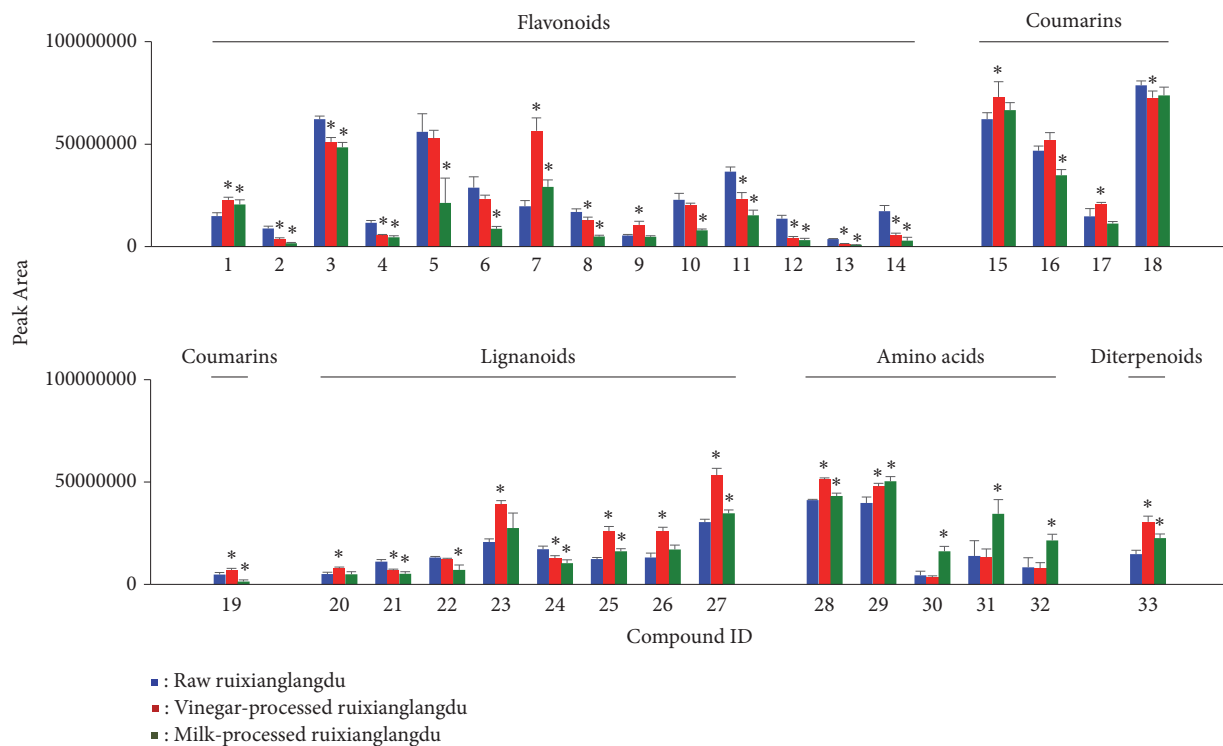 Flavonoids Coumarins
100000000
* * * * * * * * * * * * * * * * * * * * * * * * * * *
50000000
0
1 2 3 4 5 6 7 8 9 10 11 12 13 14 15 16 17 18
Peak Area
Coumarins Lignanoids Amino acids Diterpenoids
100000000
* * * * * * * * * * * * * * * * * * * * * * *
50000000
0
19 20 21 22 23 24 25 26 27 28 29 30 31 32 33
Compound ID
: Raw ruixianglangdu
: Vinegar-processed ruixianglangdu
: Milk-processed ruixianglangdu